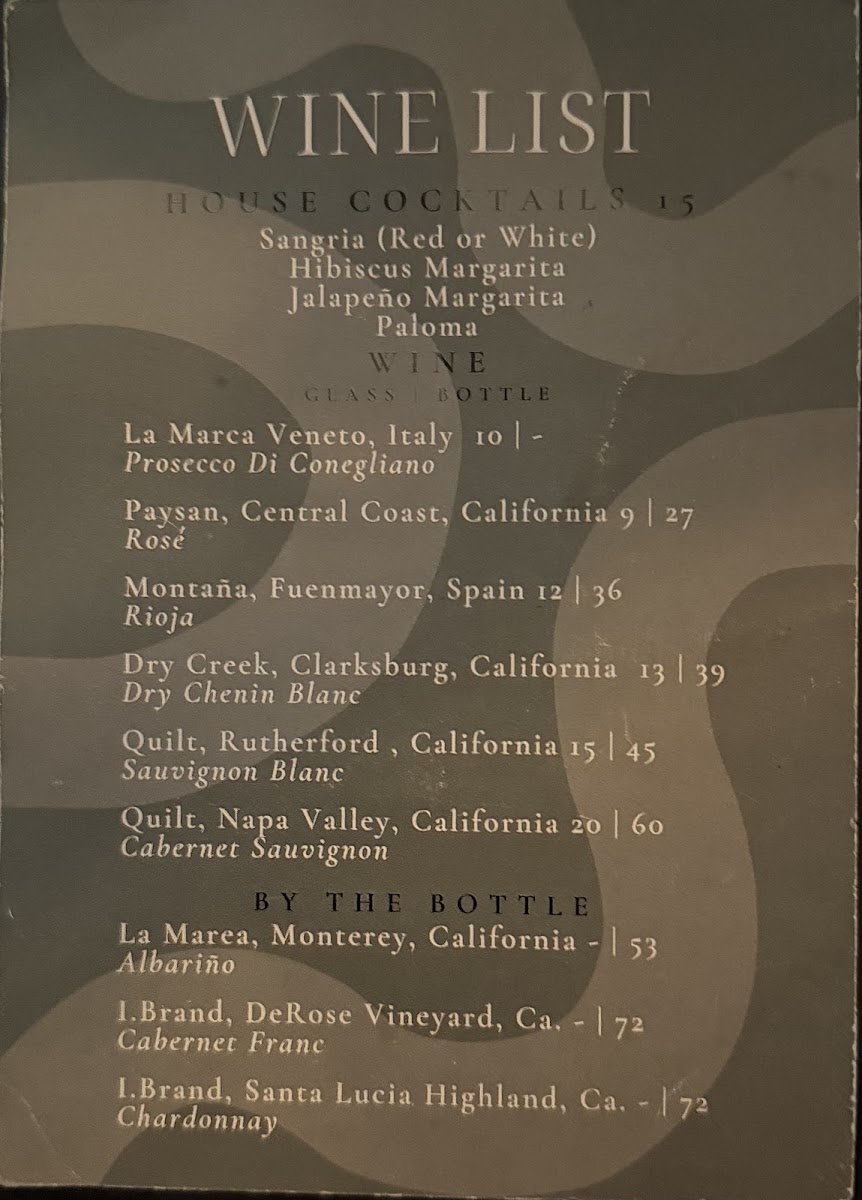 WINE LIST
HOUSE COCKTAILS 15
Sangria (Red or White)
Hibiscus Margarita
Jalapeño Margarita
Paloma
WINE
GLASS | BOTTLE
La Marca Veneto, Italy 10 | -
Prosecco Di Conegliano
Paysan, Central Coast, California 9 | 27
Rosé
Montaña, Fuenmayor, Spain 12 | 36
Rioja
Dry Creek, Clarksburg, California 13 | 39
Dry Chenin Blanc
Quilt, Rutherford , California 15 | 45
Sauvignon Blanc
Quilt, Napa Valley, California 20 | 60
Cabernet Sauvignon
BY THE BOTTLE
La Marea, Monterey, California - | 53
Albariño
I.Brand, DeRose Vineyard, Ca. - | 72
Cabernet Franc
I.Brand, Santa Lucia Highland, Ca. - | 72
Chardonnay